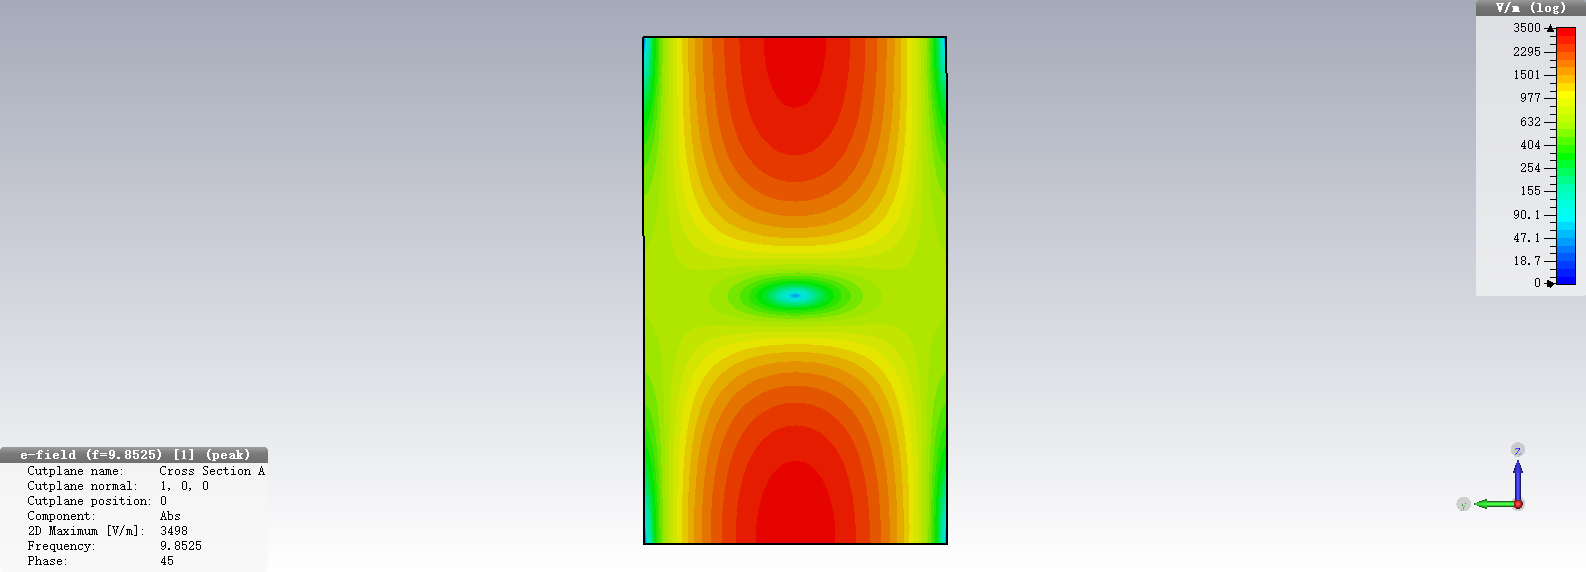 V/m (log)
3500
2295
1501
977
632
404
254
155
90.1
47.1
18.7
0
e-field (f=9.8525) [1] (peak)
Cutplane name: Cross Section A
Cutplane normal: 1, 0, 0
Cutplane position: 0
Component: Abs
2D Maximum [V/m]: 3498
Frequency: 9.8525
Phase: 45
z
y